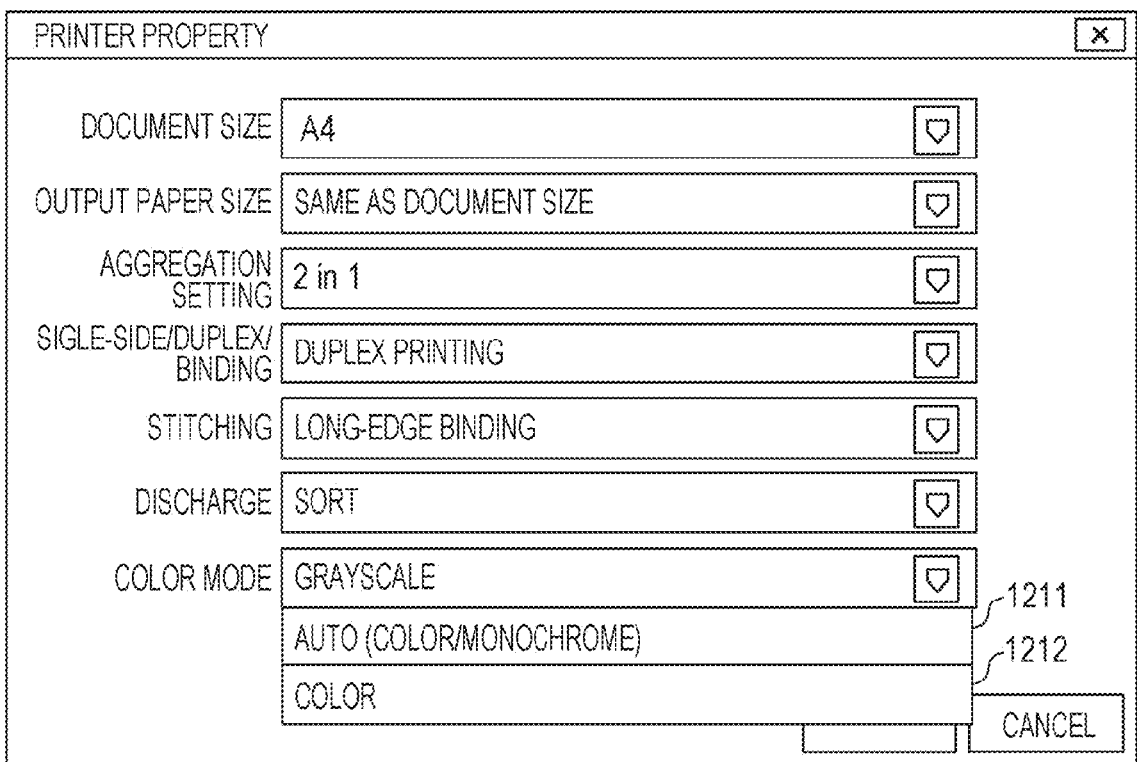 PRINTER PROPERTY
DOCUMENT SIZE A4
OUTPUT PAPER SIZE SAME AS DOCUMENT SIZE
AGGREGATION
SETTING 2 in 1
SIGLE-SIDE/DUPLEX/
BINDING DUPLEX PRINTING
STITCHING LONG-EDGE BINDING
DISCHARGE SORT
COLOR MODE GRAYSCALE
1211
AUTO (COLOR/MONOCHROME)
1212
COLOR
CANCEL